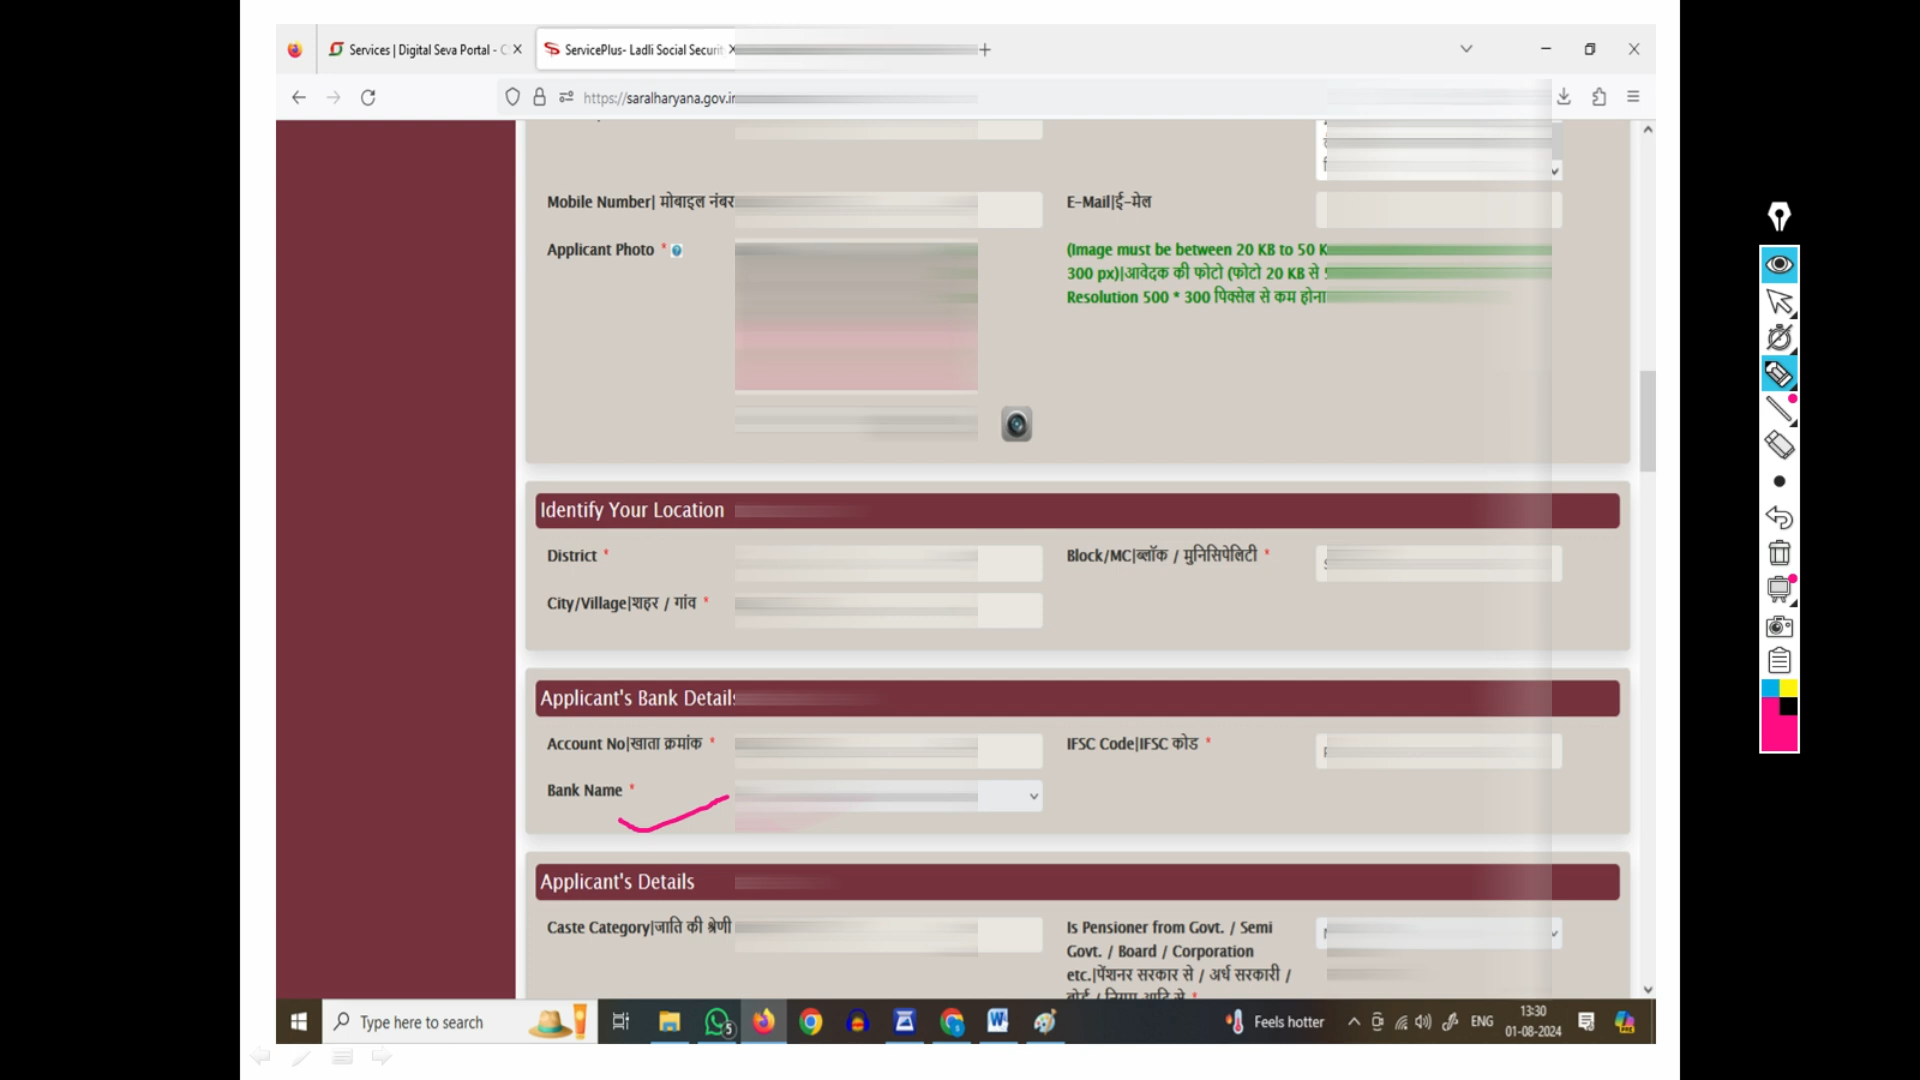 Services | Digital Seva Portal - C
ServicePlus- Ladli Social Securit
https://saralharyana.gov.in
Mobile Number| मोबाइल नंबर
E-Mail|ई-मेल
Applicant Photo *
(Image must be between 20 KB to 50 K
300 px)|आवेदक की फोटो (फोटो 20 KB से
Resolution 500 * 300 पिक्सेल से कम होना
Identify Your Location
District *
Block/MC|ब्लॉक / मुनिसिपेलिटी *
City/Village|शहर / गांव *
Applicant's Bank Details
Account No|खाता क्रमांक *
IFSC Code|IFSC कोड *
Bank Name *
Applicant's Details
Caste Category|जाति की श्रेणी
Is Pensioner from Govt. / Semi
Govt. / Board / Corporation
etc.|पेंशनर सरकार से / अर्ध सरकारी /
Type here to search
5
Feels hotter
ENG
13:30
01-08-2024